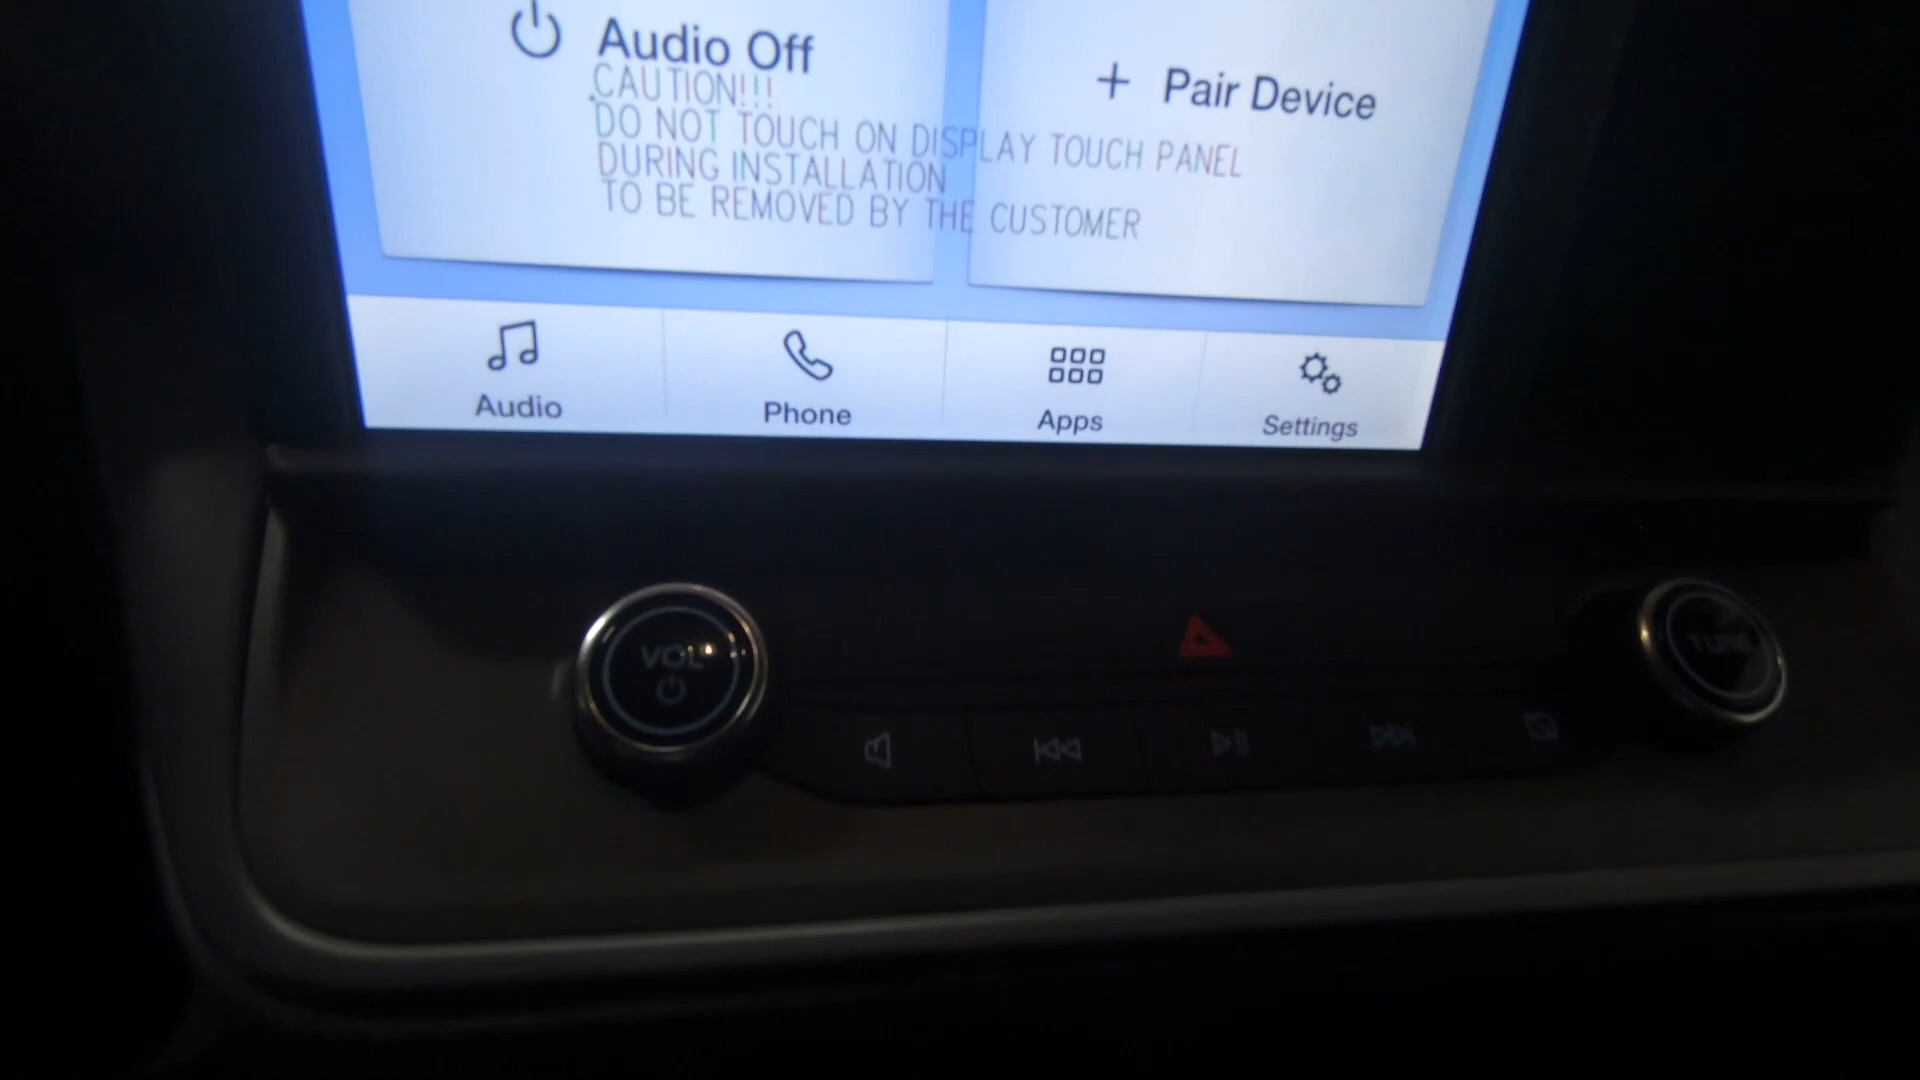 Audio Off
+ Pair Device
CAUTION!!!
DO NOT TOUCH ON DISPLAY TOUCH PANEL
DURING INSTALLATION
TO BE REMOVED BY THE CUSTOMER
Audio
Phone
Apps
Settings
VOL
TUNE